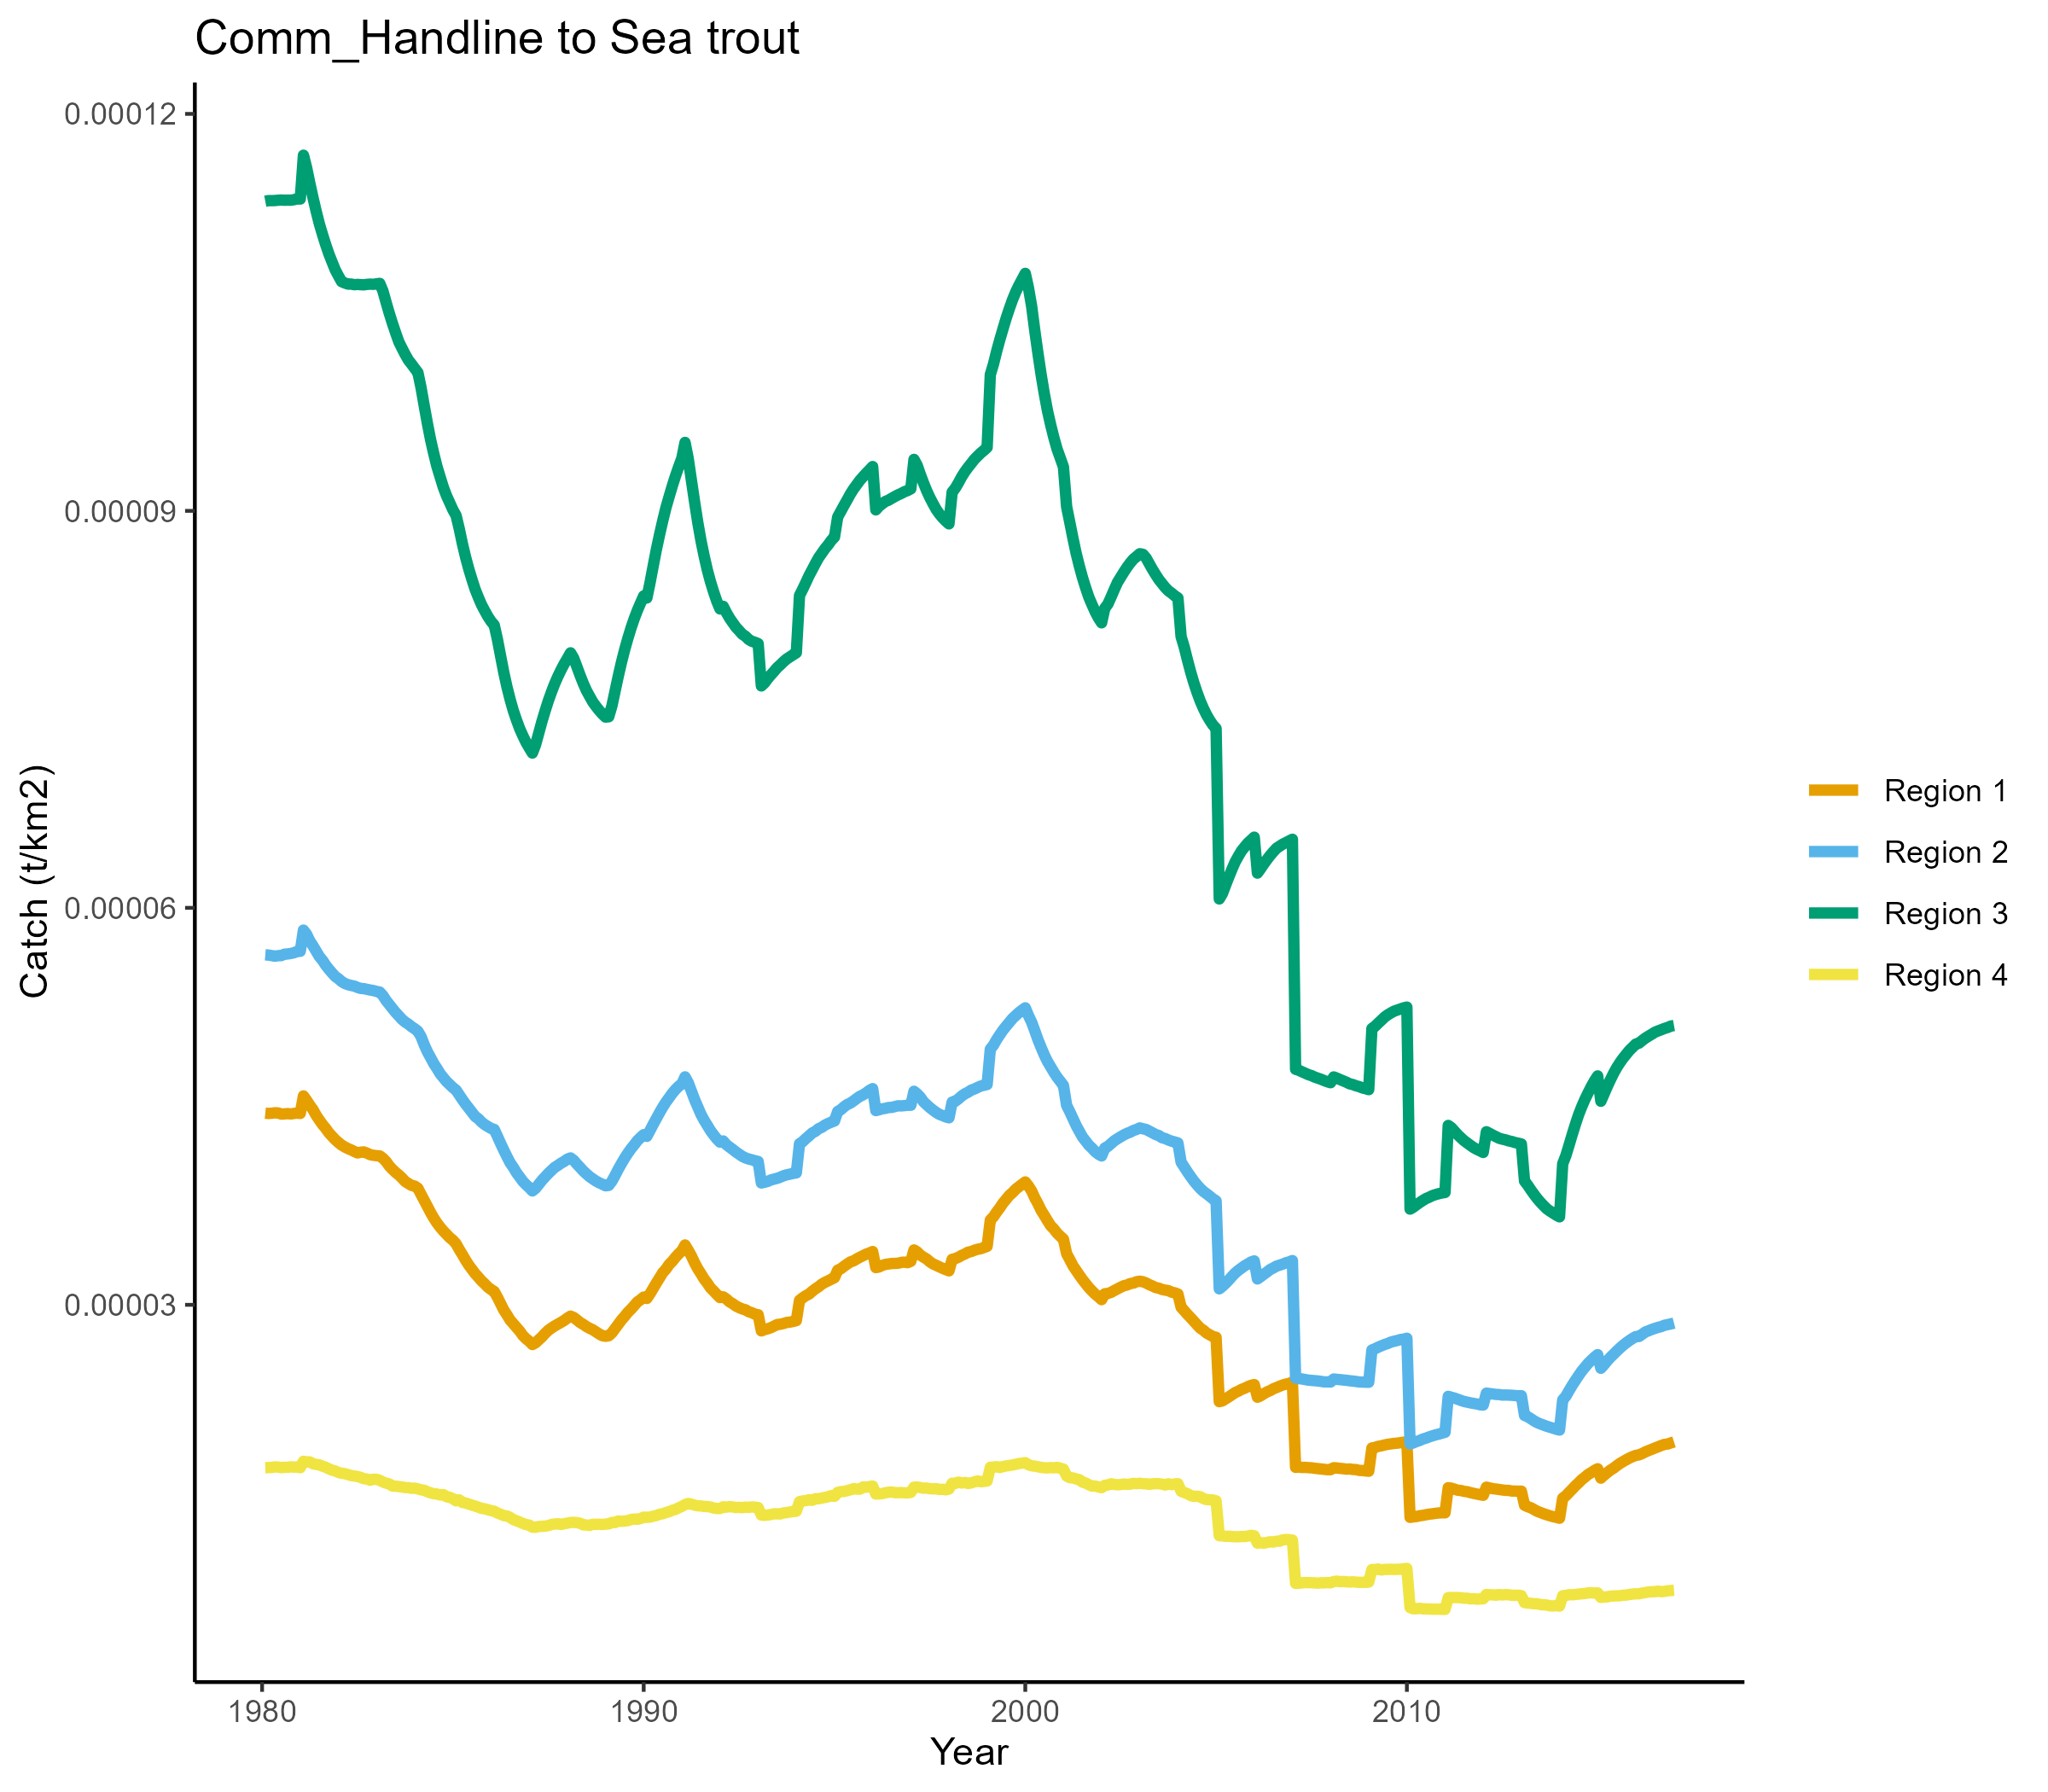 Comm_Handline to Sea trout
0.00012
0.00009
0.00006
0.00003
Catch (t/km2)
1980
1990
2000
2010
Year
Region 1
Region 2
Region 3
Region 4